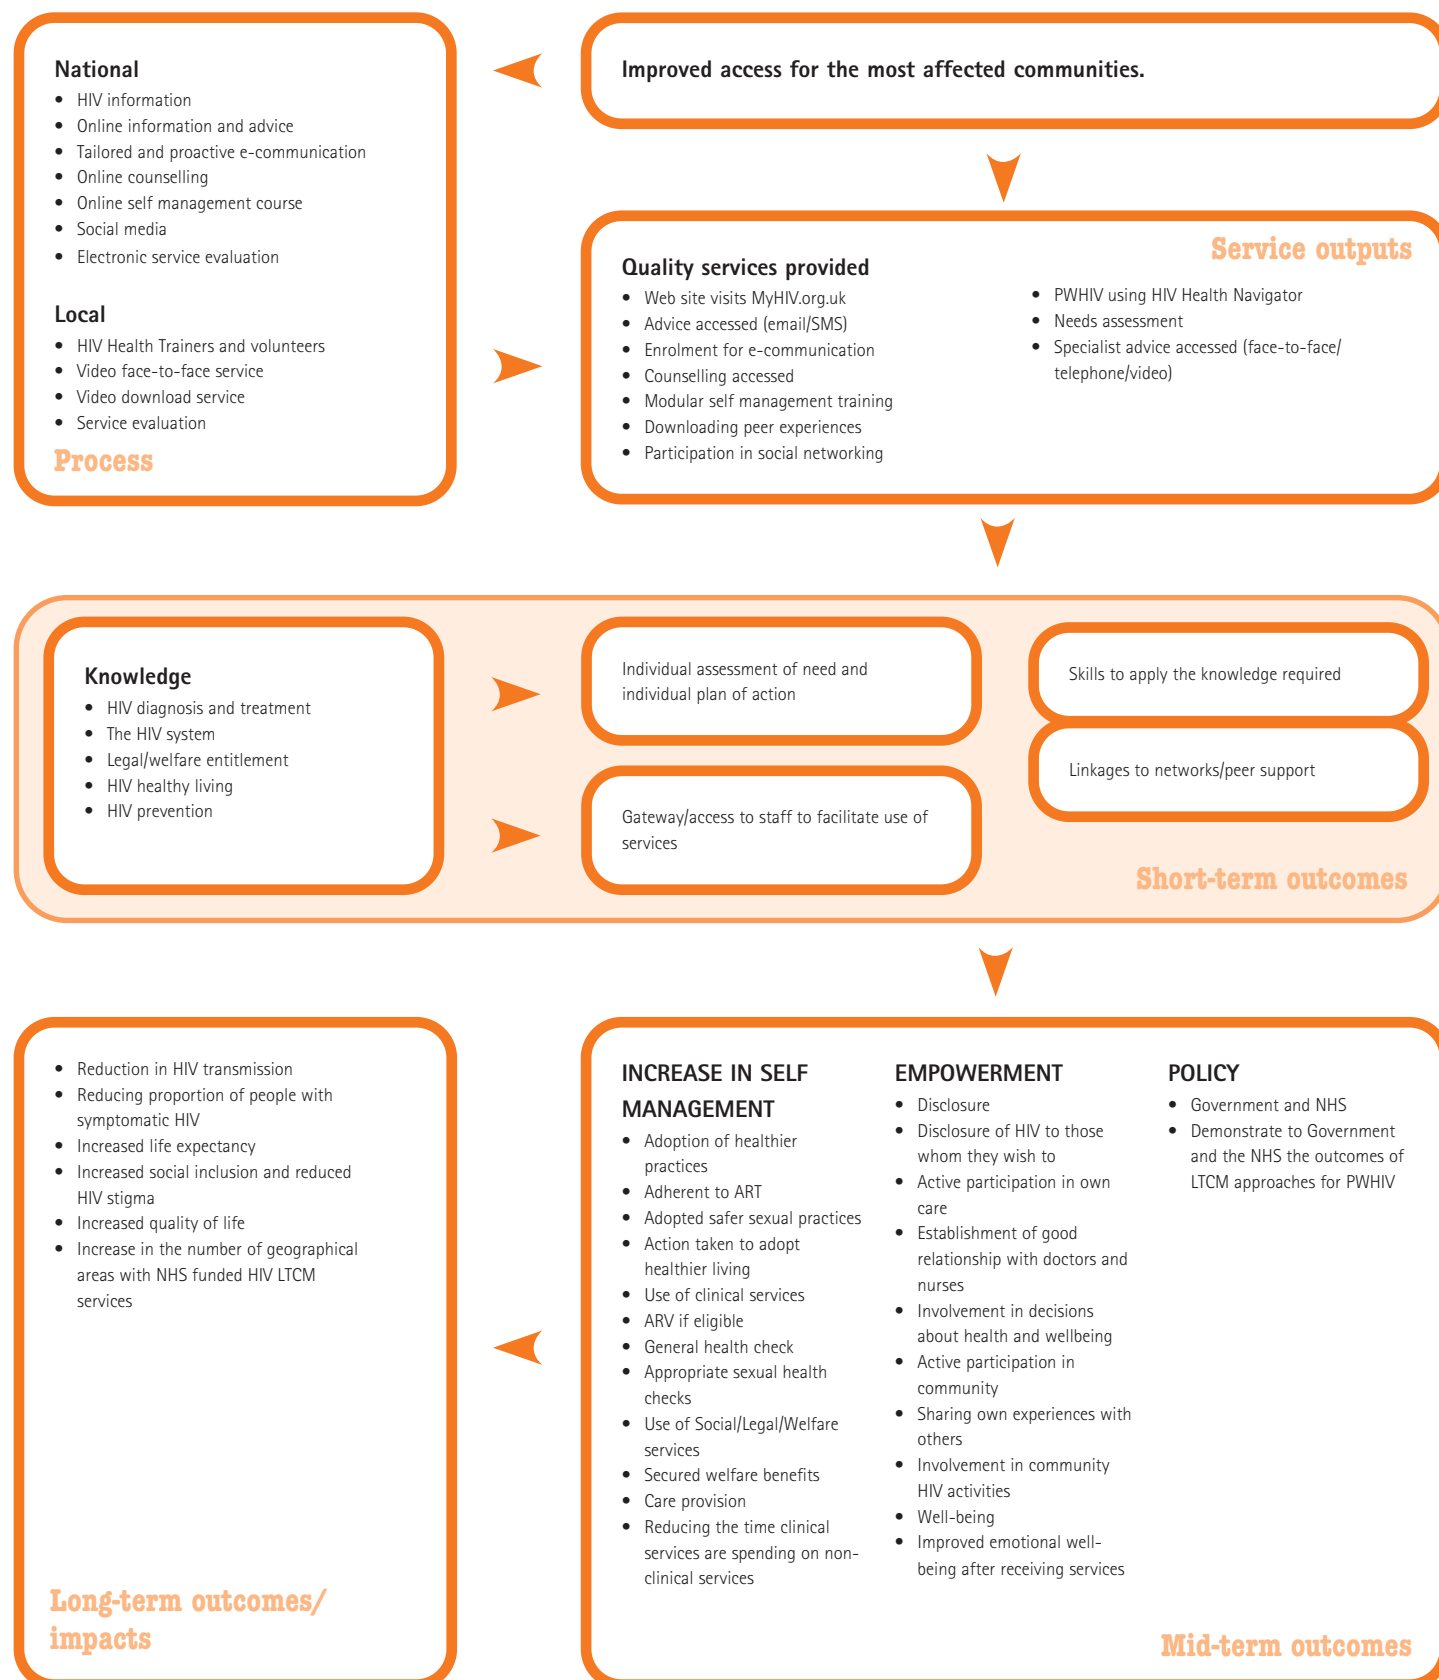 National
• HIV information
• Online information and advice
• Tailored and proactive e-communication
• Online counselling
• Online self management course
• Social media
• Electronic service evaluation
Local
• HIV Health Trainers and volunteers
• Video face-to-face service
• Video download service
• Service evaluation
Process
Improved access for the most affected communities.
Service outputs
Quality services provided
• Web site visits MyHIV.org.uk
• Advice accessed (email/SMS)
• Enrolment for e-communication
• Counselling accessed
• Modular self management training
• Downloading peer experiences
• Participation in social networking
• PWHIV using HIV Health Navigator
• Needs assessment
• Specialist advice accessed (face-to-face/
telephone/video)
Knowledge
• HIV diagnosis and treatment
• The HIV system
• Legal/welfare entitlement
• HIV healthy living
• HIV prevention
Individual assessment of need and
individual plan of action
Gateway/access to staff to facilitate use of
services
Skills to apply the knowledge required
Linkages to networks/peer support
Short-term outcomes
• Reduction in HIV transmission
• Reducing proportion of people with
symptomatic HIV
• Increased life expectancy
• Increased social inclusion and reduced
HIV stigma
• Increased quality of life
• Increase in the number of geographical
areas with NHS funded HIV LTCM
services
Long-term outcomes/
impacts
INCREASE IN SELF
MANAGEMENT
• Adoption of healthier
practices
• Adherent to ART
• Adopted safer sexual practices
• Action taken to adopt
healthier living
• Use of clinical services
• ARV if eligible
• General health check
• Appropriate sexual health
checks
• Use of Social/Legal/Welfare
services
• Secured welfare benefits
• Care provision
• Reducing the time clinical
services are spending on non-
clinical services
EMPOWERMENT
• Disclosure
• Disclosure of HIV to those
whom they wish to
• Active participation in own
care
• Establishment of good
relationship with doctors and
nurses
• Involvement in decisions
about health and wellbeing
• Active participation in
community
• Sharing own experiences with
others
• Involvement in community
HIV activities
• Well-being
• Improved emotional well-
being after receiving services
POLICY
• Government and NHS
• Demonstrate to Government
and the NHS the outcomes of
LTCM approaches for PWHIV
Mid-term outcomes